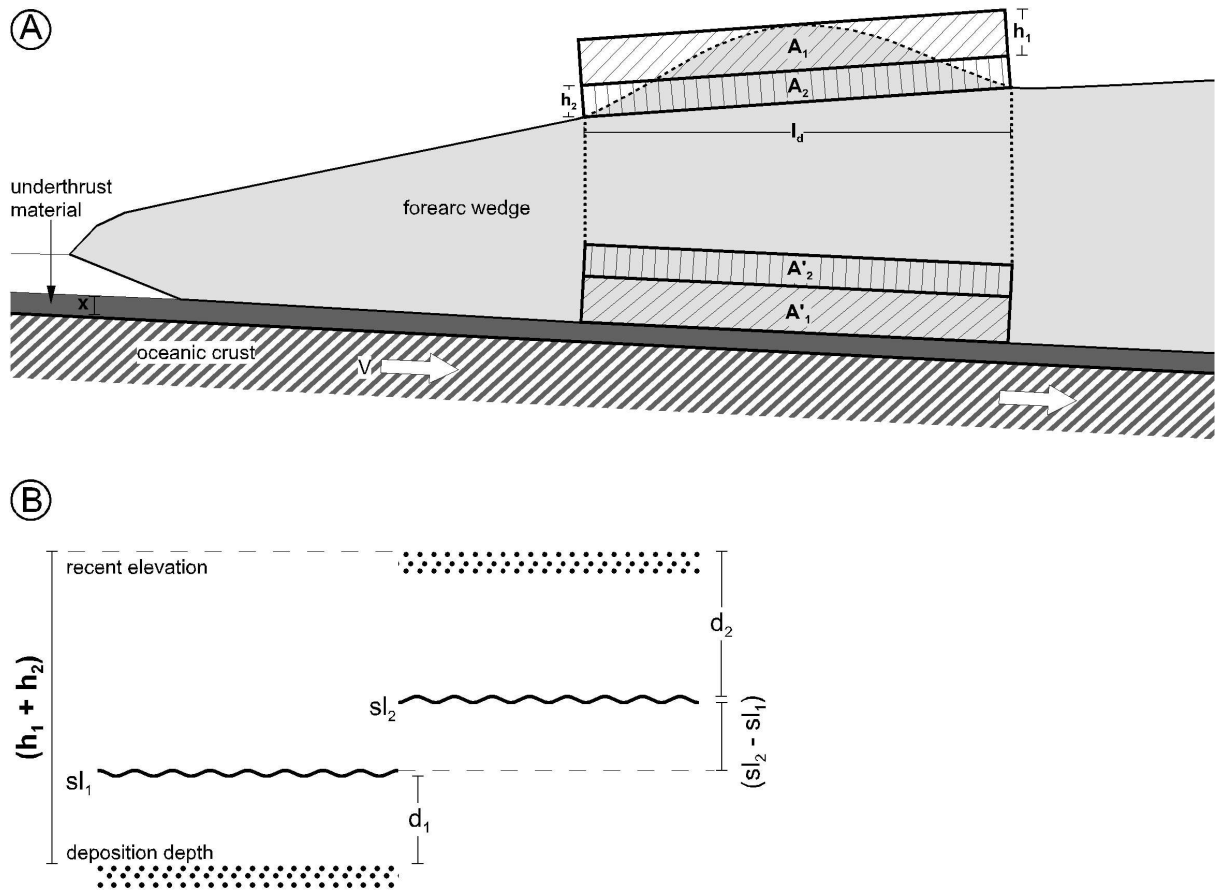 A
h₁
A₁
h₂
A₂
l_d
underthrust
material
forearc wedge
A'₂
x
A'₁
oceanic crust
V
B
recent elevation
d₂
(h₁ + h₂)
sl₂
(sl₂ - sl₁)
sl₁
d₁
deposition depth